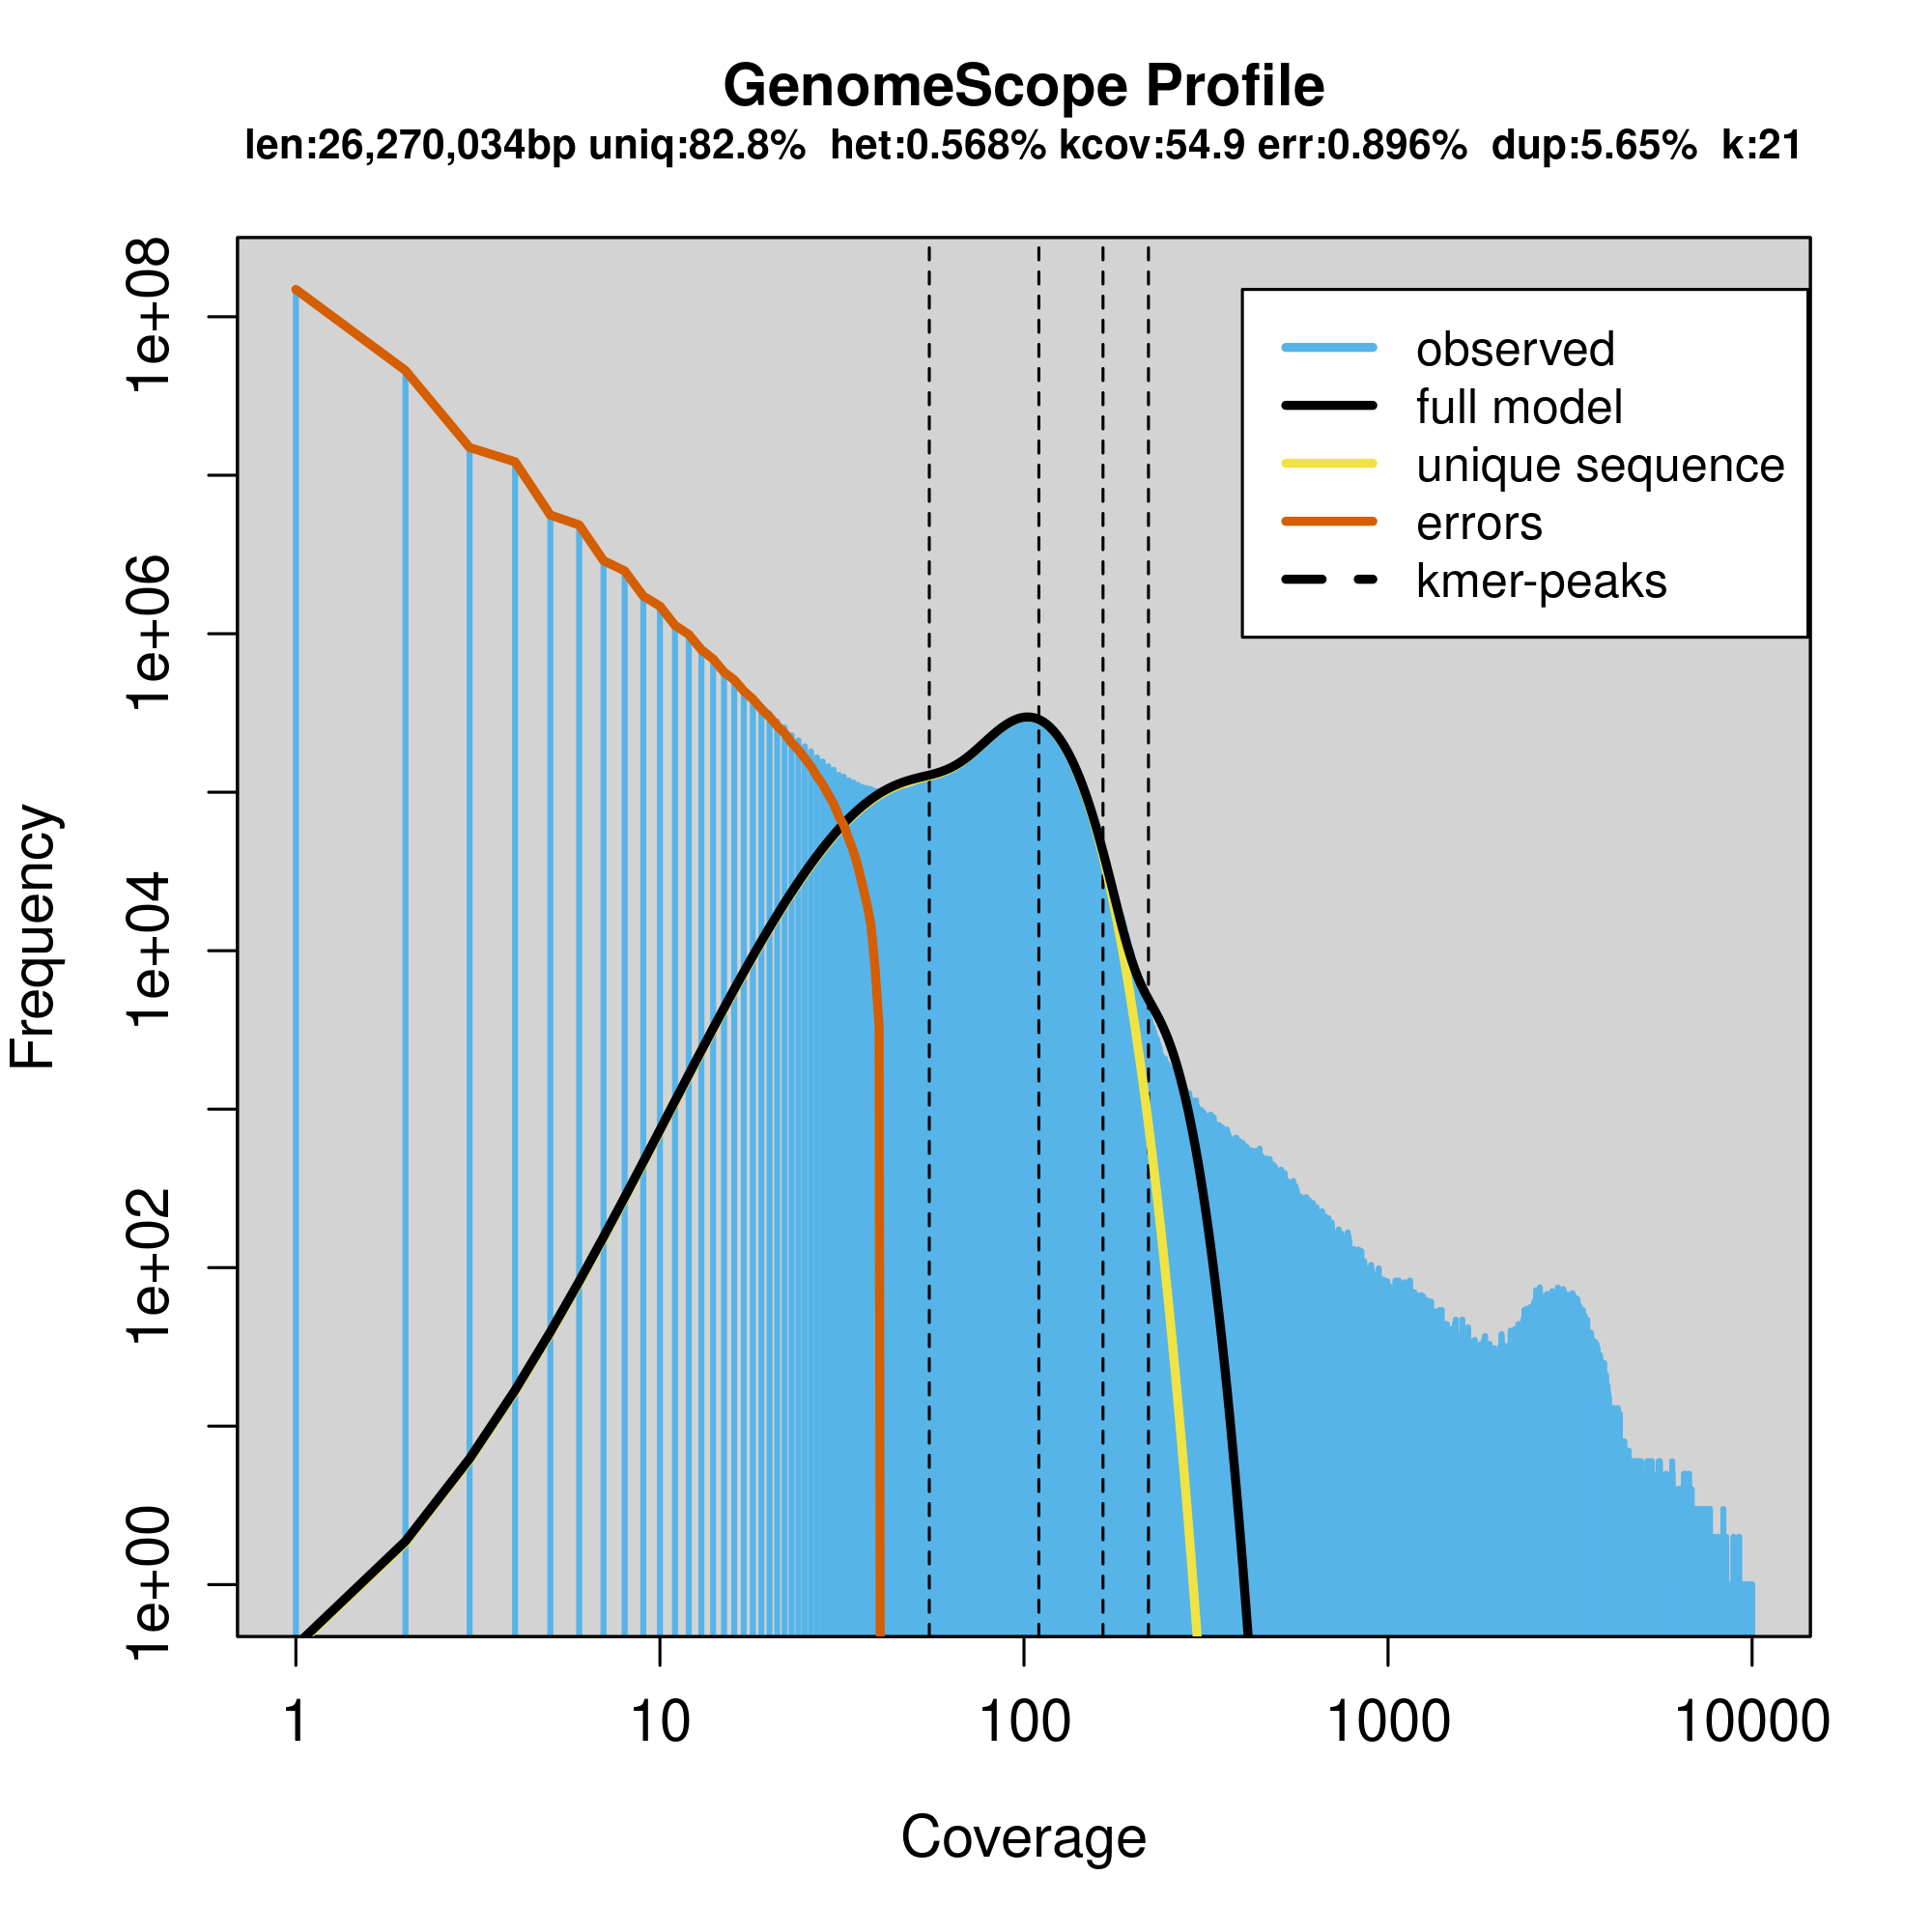 GenomeScope Profile
len:26,270,034bp uniq:82.8% het:0.568% kcov:54.9 err:0.896% dup:5.65% k:21
observed
full model
unique sequence
errors
kmer-peaks
Frequency
1e+08
1e+06
1e+04
1e+02
1e+00
1 10 100 1000 10000
Coverage